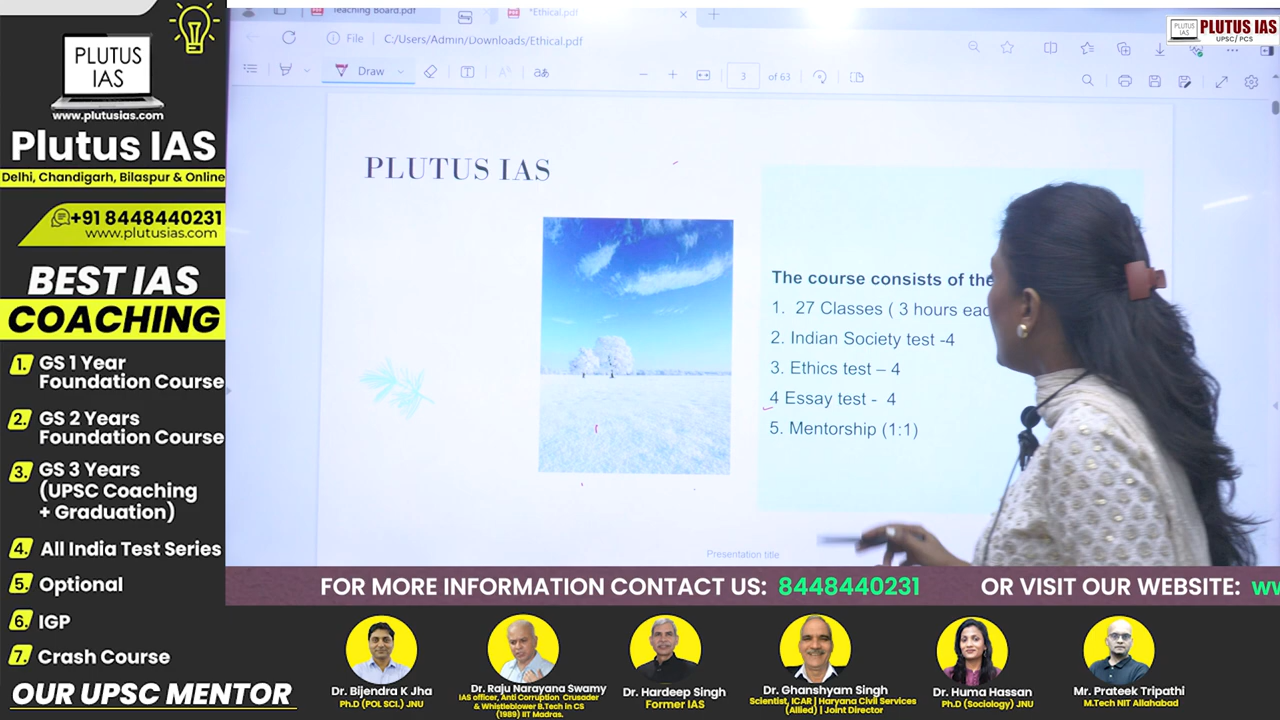 PLUTUS
IAS
www.plutusias.com
Plutus IAS
Delhi, Chandigarh, Bilaspur & Online
+91 8448440231
www.plutusias.com
BEST IAS
COACHING
1. GS 1 Year
Foundation Course
2. GS 2 Years
Foundation Course
3. GS 3 Years
(UPSC Coaching
+ Graduation)
4. All India Test Series
5. Optional
6. IGP
7. Crash Course
OUR UPSC MENTOR
Teaching Board.pdf
*Ethical.pdf
File C:/Users/Admin/Downloads/Ethical.pdf
Draw
3 of 63
PLUTUS
IAS
PLUTUS IAS
UPSC/ PCS
PLUTUS IAS
The course consists of the
1. 27 Classes ( 3 hours eac
2. Indian Society test -4
3. Ethics test – 4
4 Essay test - 4
5. Mentorship (1:1)
Presentation title
FOR MORE INFORMATION CONTACT US: 8448440231 OR VISIT OUR WEBSITE: ww
Dr. Bijendra K Jha
Ph.D (POL SCI.) JNU
Dr. Raju Narayana Swamy
IAS officer, Anti Corruption Crusader
& Whistleblower B.Tech in CS
(1989) IIT Madras.
Dr. Hardeep Singh
Former IAS
Dr. Ghanshyam Singh
Scientist, ICAR | Haryana Civil Services
(Allied) | Joint Director
Dr. Huma Hassan
Ph.D (Sociology) JNU
Mr. Prateek Tripathi
M.Tech NIT Allahabad